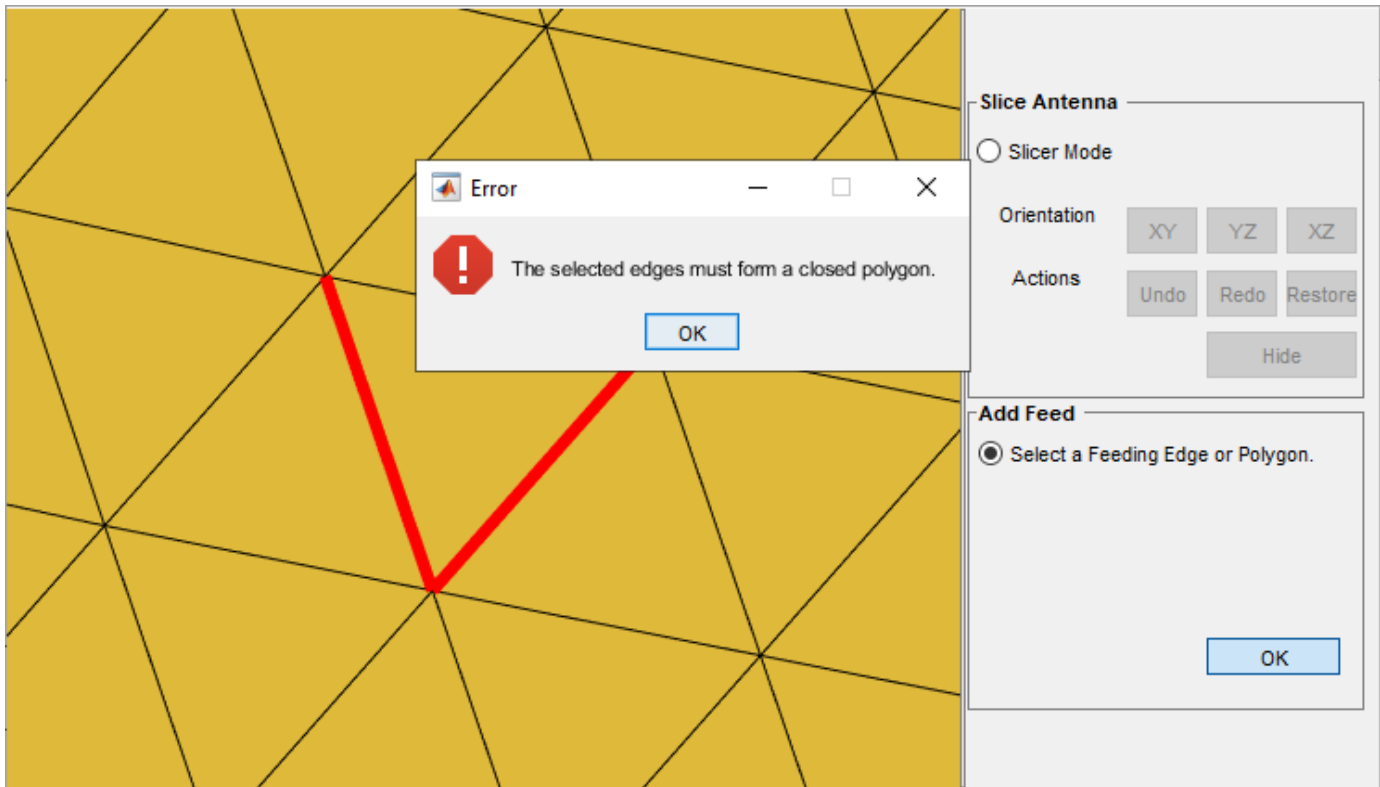 Slice Antenna
Slicer Mode
Error
Orientation
XY YZ XZ
The selected edges must form a closed polygon.
Actions
Undo Redo Restore
OK
Hide
Add Feed
Select a Feeding Edge or Polygon.
OK